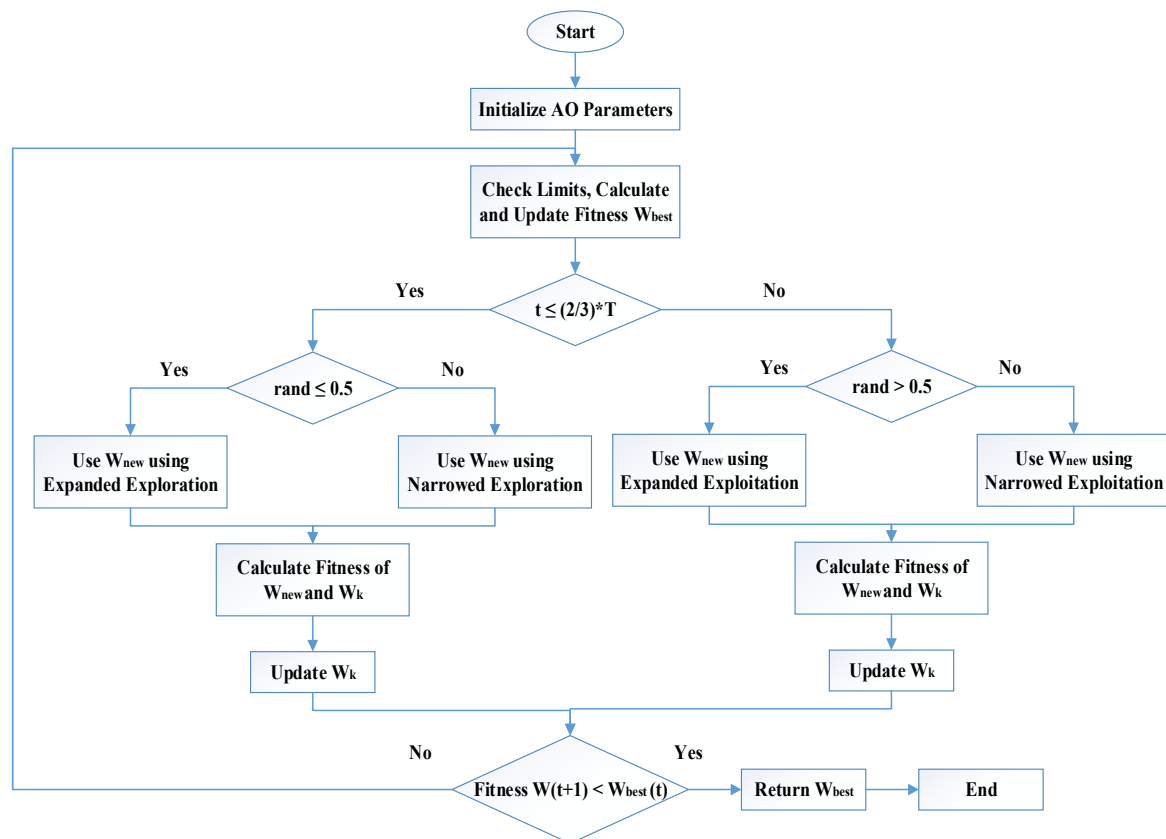 Start
Initialize AO Parameters
Check Limits, Calculate
and Update Fitness Wbest
Yes
No
t ≤ (2/3)*T
Yes
rand ≤ 0.5
No
Yes
rand > 0.5
No
Use Wnew using
Expanded Exploration
Use Wnew using
Narrowed Exploration
Use Wnew using
Expanded Exploitation
Use Wnew using
Narrowed Exploitation
Calculate Fitness of
Wnew and Wk
Calculate Fitness of
Wnew and Wk
Update Wk
Update Wk
No
Yes
Fitness W(t+1) < Wbest (t)
Return Wbest
End